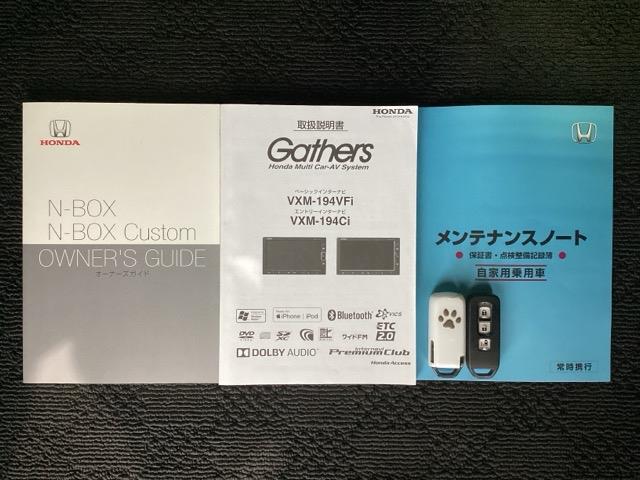 HONDA
N-BOX
N-BOX Custom
OWNER'S GUIDE
オーナーズガイド
HONDA
取扱説明書
Gathers
Honda Multi Car-AV System
ベーシックインターナビ
VXM-194VFi
エントリーインターナビ
VXM-194Ci
iPhone | iPod
Bluetooth
VICS
DVD
SDXC
ワイドFM
ETC 2.0
DOLBY AUDIO
internavi
Premium Club
Honda Access
メンテナンスノート
保証書・点検整備記録簿
自家用乗用車
常時携行